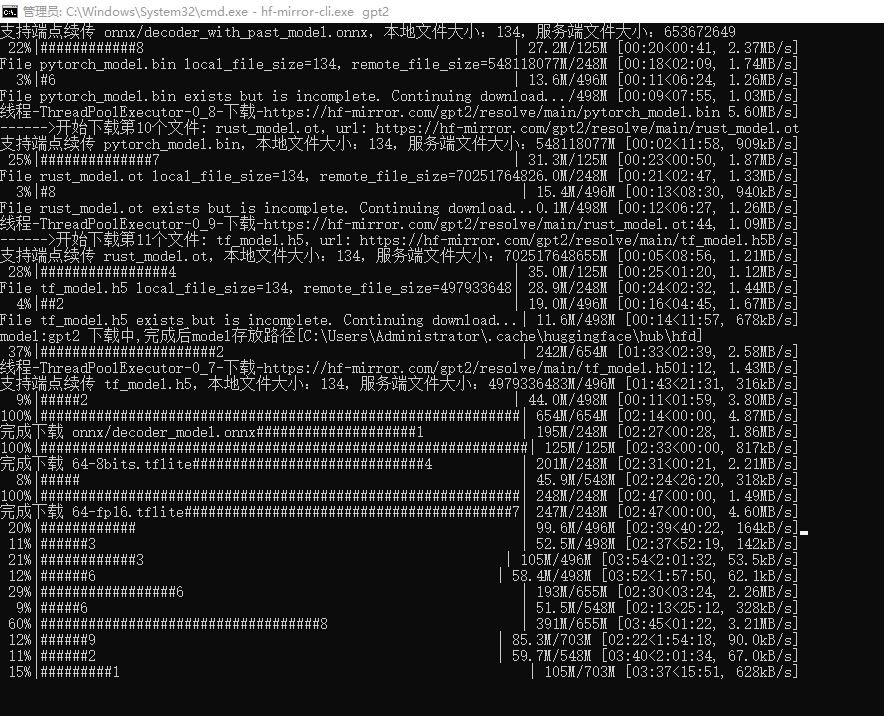 管理员: C:\Windows\System32\cmd.exe - hf-mirror-cli.exe  gpt2
支持端点续传 onnx/decoder_with_past_model.onnx, 本地文件大小: 134, 服务端文件大小: 653672649
22%|############8 | 27.2M/125M [00:20<00:41, 2.37MB/s]
File pytorch_model.bin local_file_size=134, remote_file_size=548118077M/248M [00:18<02:09, 1.74MB/s]
3%|#6 | 13.6M/496M [00:11<06:24, 1.26MB/s]
File pytorch_model.bin exists but is incomplete. Continuing download.../498M [00:09<07:55, 1.03MB/s]
线程-ThreadPoolExecutor-0_8-下载-https://hf-mirror.com/gpt2/resolve/main/pytorch_model.bin 5.60MB/s]
------>开始下载第10个文件: rust_model.ot, url: https://hf-mirror.com/gpt2/resolve/main/rust_model.ot
支持端点续传 pytorch_model.bin, 本地文件大小: 134, 服务端文件大小: 548118077M [00:02<11:58, 909kB/s]
25%|##############7 | 31.3M/125M [00:23<00:50, 1.87MB/s]
File rust_model.ot local_file_size=134, remote_file_size=70251764826.0M/248M [00:21<02:47, 1.33MB/s]
3%|#8 | 15.4M/496M [00:13<08:30, 940kB/s]
File rust_model.ot exists but is incomplete. Continuing download...0.1M/498M [00:12<06:27, 1.26MB/s]
线程-ThreadPoolExecutor-0_9-下载-https://hf-mirror.com/gpt2/resolve/main/rust_model.ot:44, 1.09MB/s]
------>开始下载第11个文件: tf_model.h5, url: https://hf-mirror.com/gpt2/resolve/main/tf_model.h5B/s]
支持端点续传 rust_model.ot, 本地文件大小: 134, 服务端文件大小: 702517648655M [00:05<08:56, 1.21MB/s]
28%|################4 | 35.0M/125M [00:25<01:20, 1.12MB/s]
File tf_model.h5 local_file_size=134, remote_file_size=497933648 | 28.9M/248M [00:24<02:32, 1.44MB/s]
4%|##2 | 19.0M/496M [00:16<04:45, 1.67MB/s]
File tf_model.h5 exists but is incomplete. Continuing download...| 11.6M/498M [00:14<11:57, 678kB/s]
model:gpt2 下载中,完成后model存放路径[C:\Users\Administrator\.cache\huggingface\hub\hfd]
37%|######################2 | 242M/654M [01:33<02:39, 2.58MB/s]
线程-ThreadPoolExecutor-0_7-下载-https://hf-mirror.com/gpt2/resolve/main/tf_model.h501:12, 1.43MB/s]
支持端点续传 tf_model.h5, 本地文件大小: 134, 服务端文件大小: 4979336483M/496M [01:43<21:31, 316kB/s]
9%|#####2 | 44.0M/498M [00:11<01:59, 3.80MB/s]
100%|############################################################| 654M/654M [02:14<00:00, 4.87MB/s]
完成下载 onnx/decoder_model.onnx####################1 | 195M/248M [02:27<00:28, 1.86MB/s]
100%|#############################################################| 125M/125M [02:33<00:00, 817kB/s]
完成下载 64-8bits.tflite#############################4 | 201M/248M [02:31<00:21, 2.21MB/s]
8%|##### | 45.9M/548M [02:24<26:20, 318kB/s]
100%|############################################################| 248M/248M [02:47<00:00, 1.49MB/s]
完成下载 64-fp16.tflite#########################################7| 247M/248M [02:47<00:00, 4.60MB/s]
20%|############ | 99.6M/496M [02:39<40:22, 164kB/s]
11%|######3 | 52.5M/498M [02:37<52:19, 142kB/s]
21%|############3 | 105M/496M [03:54<2:01:32, 53.5kB/s]
12%|######6 | 58.4M/498M [03:52<1:57:50, 62.1kB/s]
29%|#################6 | 193M/655M [02:30<03:24, 2.26MB/s]
9%|#####6 | 51.5M/548M [02:13<25:12, 328kB/s]
60%|###################################8 | 391M/655M [03:45<01:22, 3.21MB/s]
12%|######9 | 85.3M/703M [02:22<1:54:18, 90.0kB/s]
11%|######2 | 59.7M/548M [03:40<2:01:34, 67.0kB/s]
15%|#########1 | 105M/703M [03:37<15:51, 628kB/s]